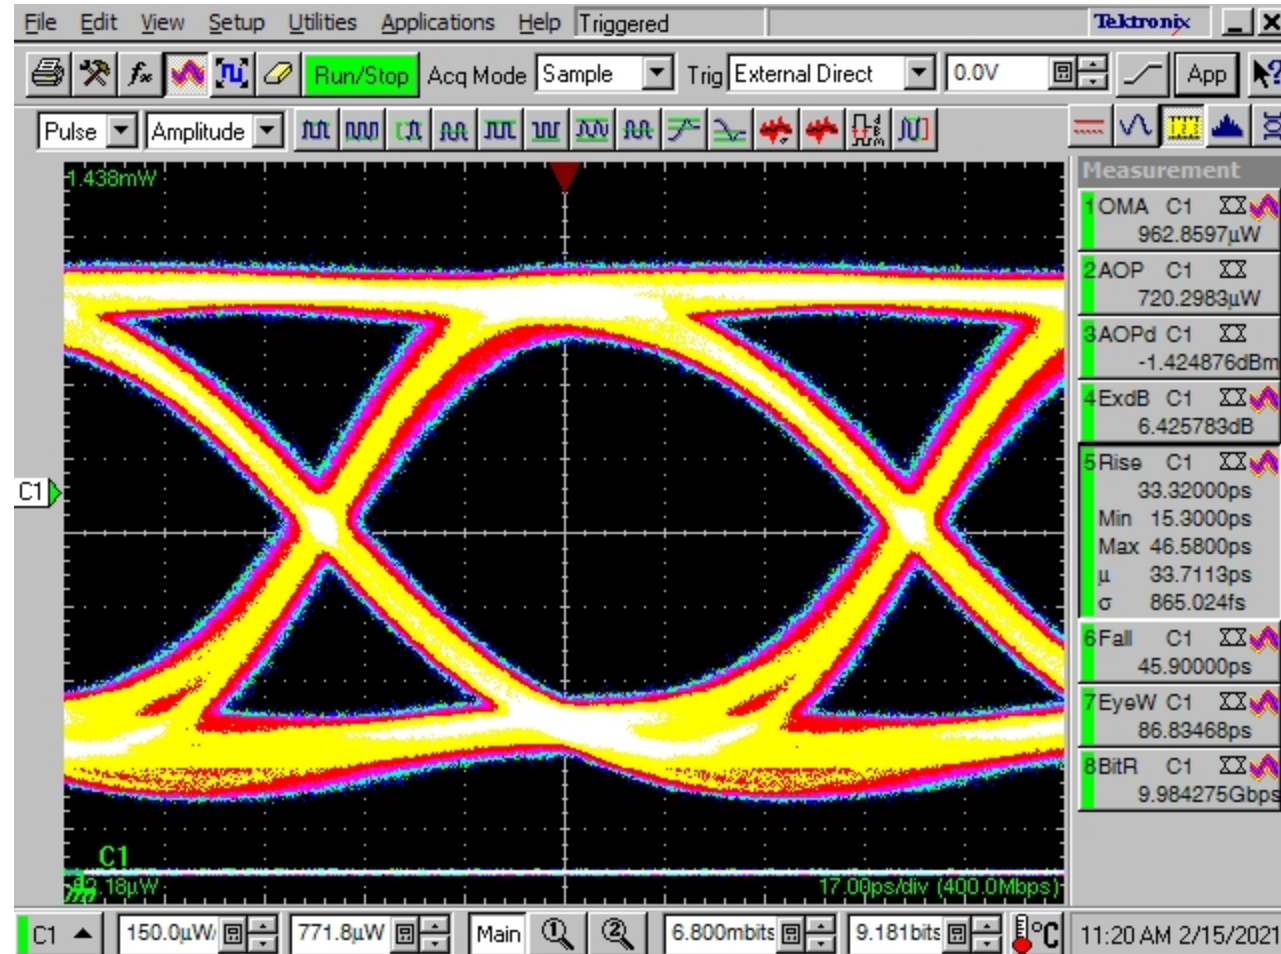 File Edit View Setup Utilities Applications Help Triggered Tektronix
Run/Stop Acq Mode Sample Trig External Direct 0.0V App
Pulse Amplitude
1.438mW
Measurement
1 OMA C1
962.8597µW
2 AOP C1
720.2983µW
3 AOPd C1
-1.424876dBm
4 ExdB C1
6.425783dB
5 Rise C1
33.32000ps
Min 15.3000ps
Max 46.5800ps
µ 33.7113ps
σ 865.024fs
6 Fall C1
45.90000ps
7 EyeW C1
86.83468ps
8 BitR C1
9.984275Gbps
C1
C1
17.00ps/div (400.0Mbps)
C1 150.0µW/ 771.8µW Main 1 2 6.800mbits 9.181bits °C 11:20 AM 2/15/2021